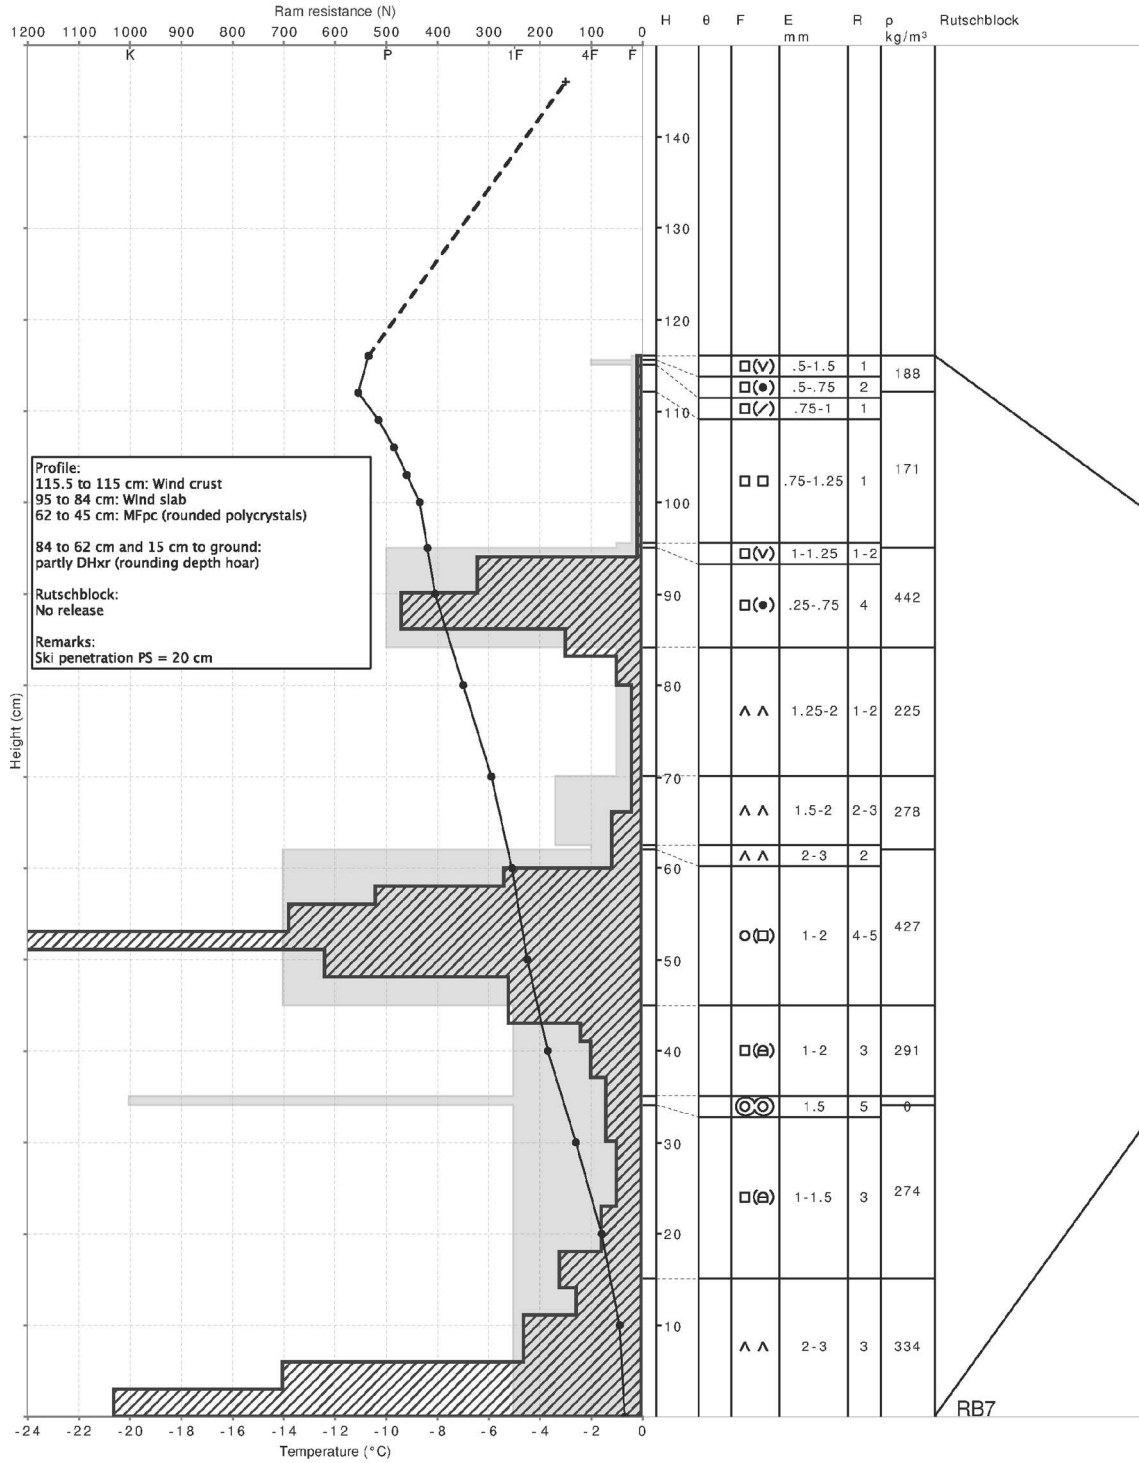 Ram resistance (N)
H θ F E R ρ Rutschblock
mm kg/m³
1200 1100 1000 900 800 700 600 500 400 300 200 100 0
K P 1F 4F F
140
130
120
□(∨) .5-1.5 1 188
□(●) .5-.75 2
110 □(∕) .75-1 1
Profile:
115.5 to 115 cm: Wind crust
95 to 84 cm: Wind slab
62 to 45 cm: MFpc (rounded polycrystals)
84 to 62 cm and 15 cm to ground:
partly DHxr (rounding depth hoar)
Rutschblock:
No release
Remarks:
Ski penetration PS = 20 cm
171
□ □ .75-1.25 1
100
□(∨) 1-1.25 1-2
90 □(●) .25-.75 4 442
80
∧ ∧ 1.25-2 1-2 225
Height (cm)
70
∧ ∧ 1.5-2 2-3 278
60 ∧ ∧ 2-3 2
○(□) 1-2 4-5 427
50
40 □(⊖) 1-2 3 291
1.5 5 0
30
□(⊖) 1-1.5 3 274
20
10
∧ ∧ 2-3 3 334
RB7
-24 -22 -20 -18 -16 -14 -12 -10 -8 -6 -4 -2 0
Temperature (°C)